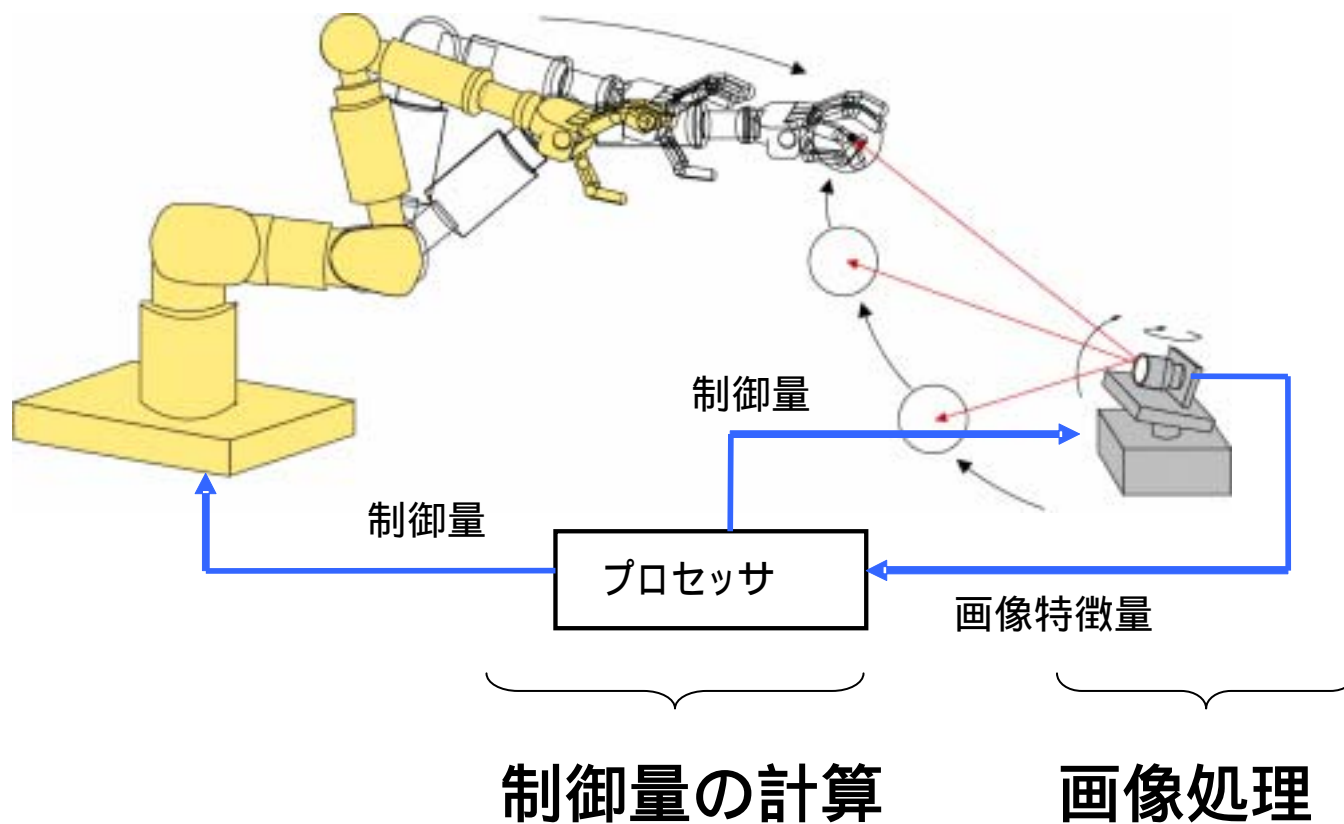 制御量
制御量
プロセッサ
画像特徴量
制御量の計算
画像処理